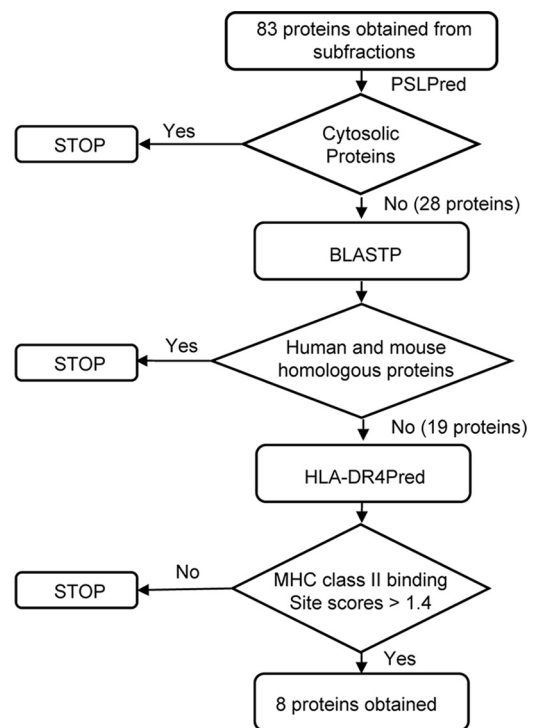 83 proteins obtained from
subfractions
PSLPred
Cytosolic
Proteins
Yes
STOP
No (28 proteins)
BLASTP
Human and mouse
homologous proteins
Yes
STOP
No (19 proteins)
HLA-DR4Pred
MHC class II binding
Site scores > 1.4
No
STOP
Yes
8 proteins obtained